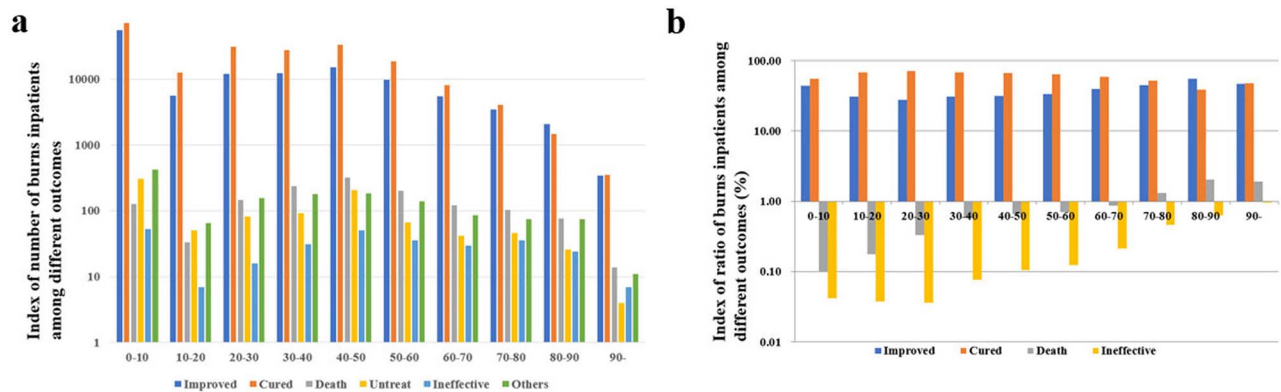 a
Index of number of burns inpatients
among different outcomes
10000
1000
100
10
1
0-10 10-20 20-30 30-40 40-50 50-60 60-70 70-80 80-90 90-
Improved Cured Death Untreat Ineffective Others
b
Index of ratio of burns inpatients among
different outcomes (%)
100.00
10.00
1.00
0.10
0.01
0-10 10-20 20-30 30-40 40-50 50-60 60-70 70-80 80-90 90-
Improved Cured Death Ineffective